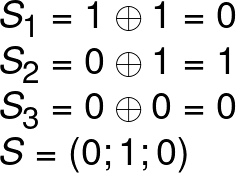 S₁ = 1 ⊕ 1 = 0
S₂ = 0 ⊕ 1 = 1
S₃ = 0 ⊕ 0 = 0
S = (0; 1; 0)